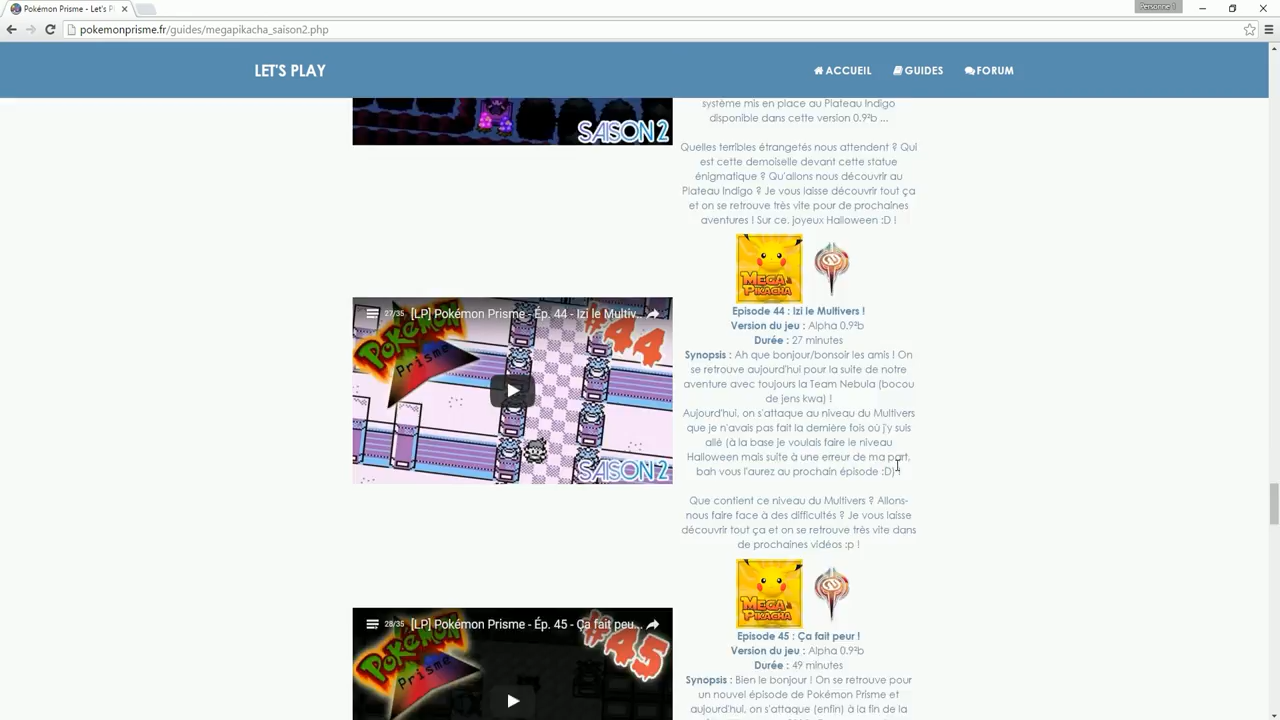 Pokémon Prisme - Let's P
Personne 1
pokemonprisme.fr/guides/megapikacha_saison2.php
LET'S PLAY
ACCUEIL
GUIDES
FORUM
SAISON 2
système mis en place au Plateau Indigo
disponible dans cette version 0.9²b ...
Quelles terribles étrangetés nous attendent ? Qui
est cette demoiselle devant cette statue
énigmatique ? Qu'allons nous découvrir au
Plateau Indigo ? Je vous laisse découvrir tout ça
et on se retrouve très vite pour de prochaines
aventures ! Sur ce, joyeux Halloween :D !
MEGA
PIKACHA
27/35 [LP] Pokémon Prisme - Ép. 44 - Izi le Multiv...
POKÉMON
Prisme
#44
SAISON 2
Episode 44 : Izi le Multivers !
Version du jeu : Alpha 0.9²b
Durée : 27 minutes
Synopsis : Ah que bonjour/bonsoir les amis ! On
se retrouve aujourd'hui pour la suite de notre
aventure avec toujours la Team Nebula (bocou
de jens kwa) !
Aujourd'hui, on s'attaque au niveau du Multivers
que je n'avais pas fait la dernière fois où j'y suis
allé (à la base je voulais faire le niveau
Halloween mais suite à une erreur de ma part,
bah vous l'aurez au prochain épisode :D) !
Que contient ce niveau du Multivers ? Allons-
nous faire face à des difficultés ? Je vous laisse
découvrir tout ça et on se retrouve très vite dans
de prochaines vidéos :p !
MEGA
PIKACHA
28/35 [LP] Pokémon Prisme - Ép. 45 - Ça fait peu...
POKÉMON
Prisme
#45
Episode 45 : Ça fait peur !
Version du jeu : Alpha 0.9²b
Durée : 49 minutes
Synopsis : Bien le bonjour ! On se retrouve pour
un nouvel épisode de Pokémon Prisme et
aujourd'hui, on s'attaque (enfin) à la fin de la